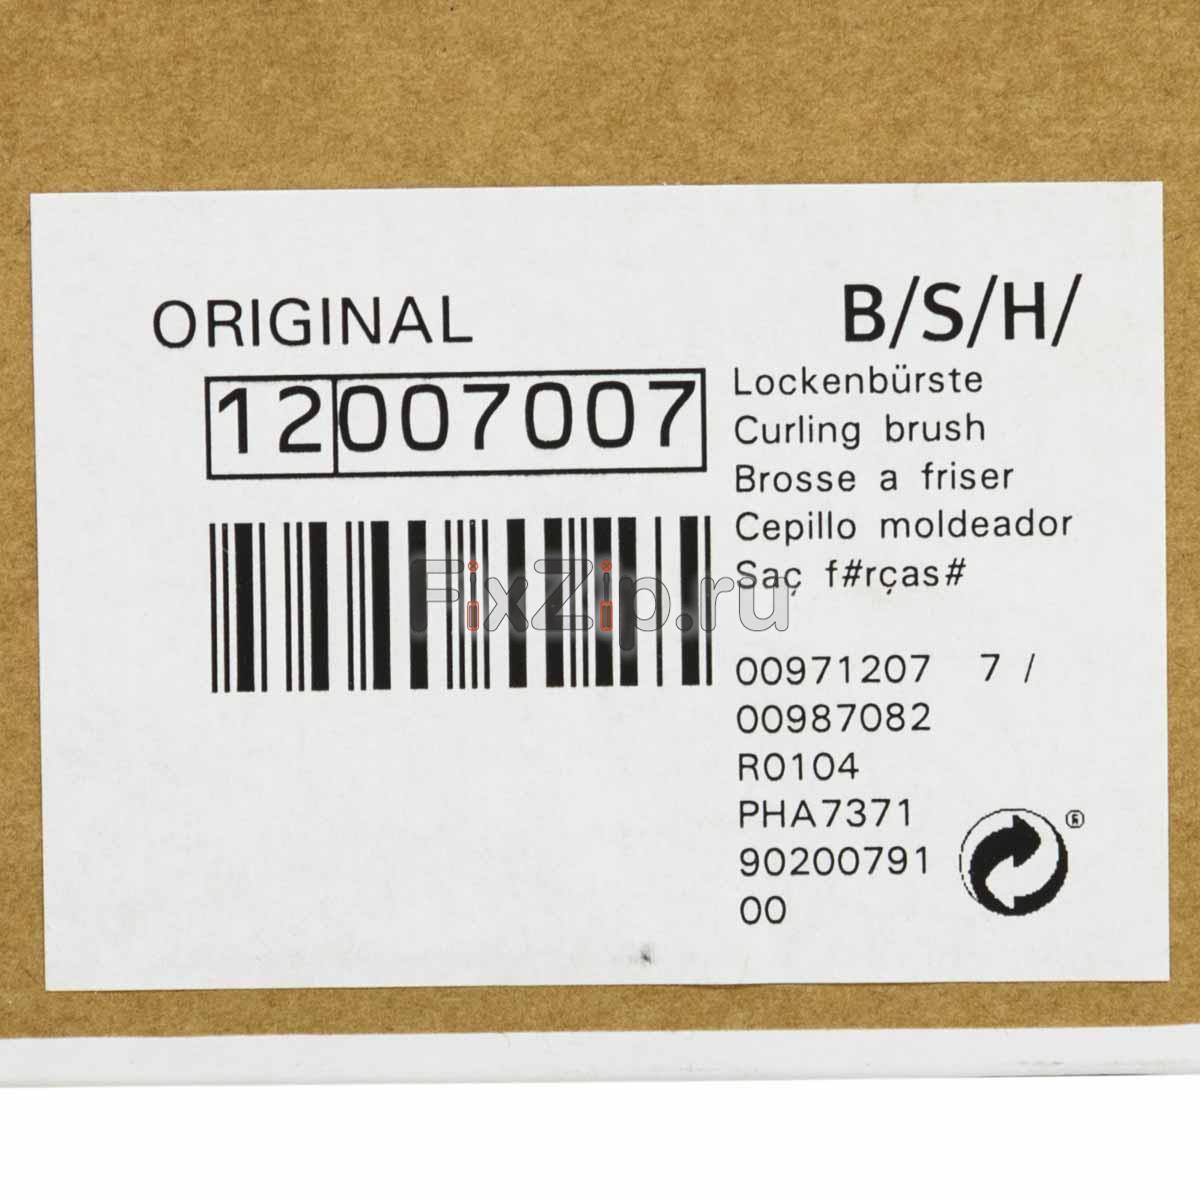 ORIGINAL
B/S/H/
12007007
Lockenbürste
Curling brush
Brosse a friser
Cepillo moldeador
Saç f#rças#
FixZip.ru
00971207 7 /
00987082
R0104
PHA7371
90200791
00
®